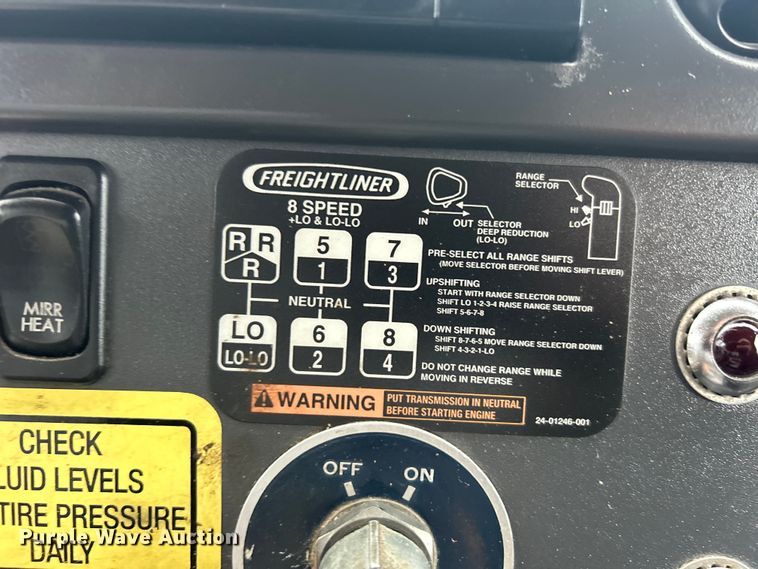 FREIGHTLINER
8 SPEED
+LO & LO-LO
IN
OUT
SELECTOR
DEEP REDUCTION
(LO-LO)
RANGE
SELECTOR
HI
LO
R R
R
5
1
7
3
NEUTRAL
LO
LO-LO
6
2
8
4
PRE-SELECT ALL RANGE SHIFTS
(MOVE SELECTOR BEFORE MOVING SHIFT LEVER)
UPSHIFTING
START WITH RANGE SELECTOR DOWN
SHIFT LO 1-2-3-4 RAISE RANGE SELECTOR
SHIFT 5-6-7-8
DOWN SHIFTING
SHIFT 8-7-6-5 MOVE RANGE SELECTOR DOWN
SHIFT 4-3-2-1-LO
DO NOT CHANGE RANGE WHILE
MOVING IN REVERSE
WARNING
PUT TRANSMISSION IN NEUTRAL
BEFORE STARTING ENGINE
24-01246-001
MIRR
HEAT
OFF
ON
CHECK
LUID LEVELS
TIRE PRESSURE
DAILY
Purple Wave Auction